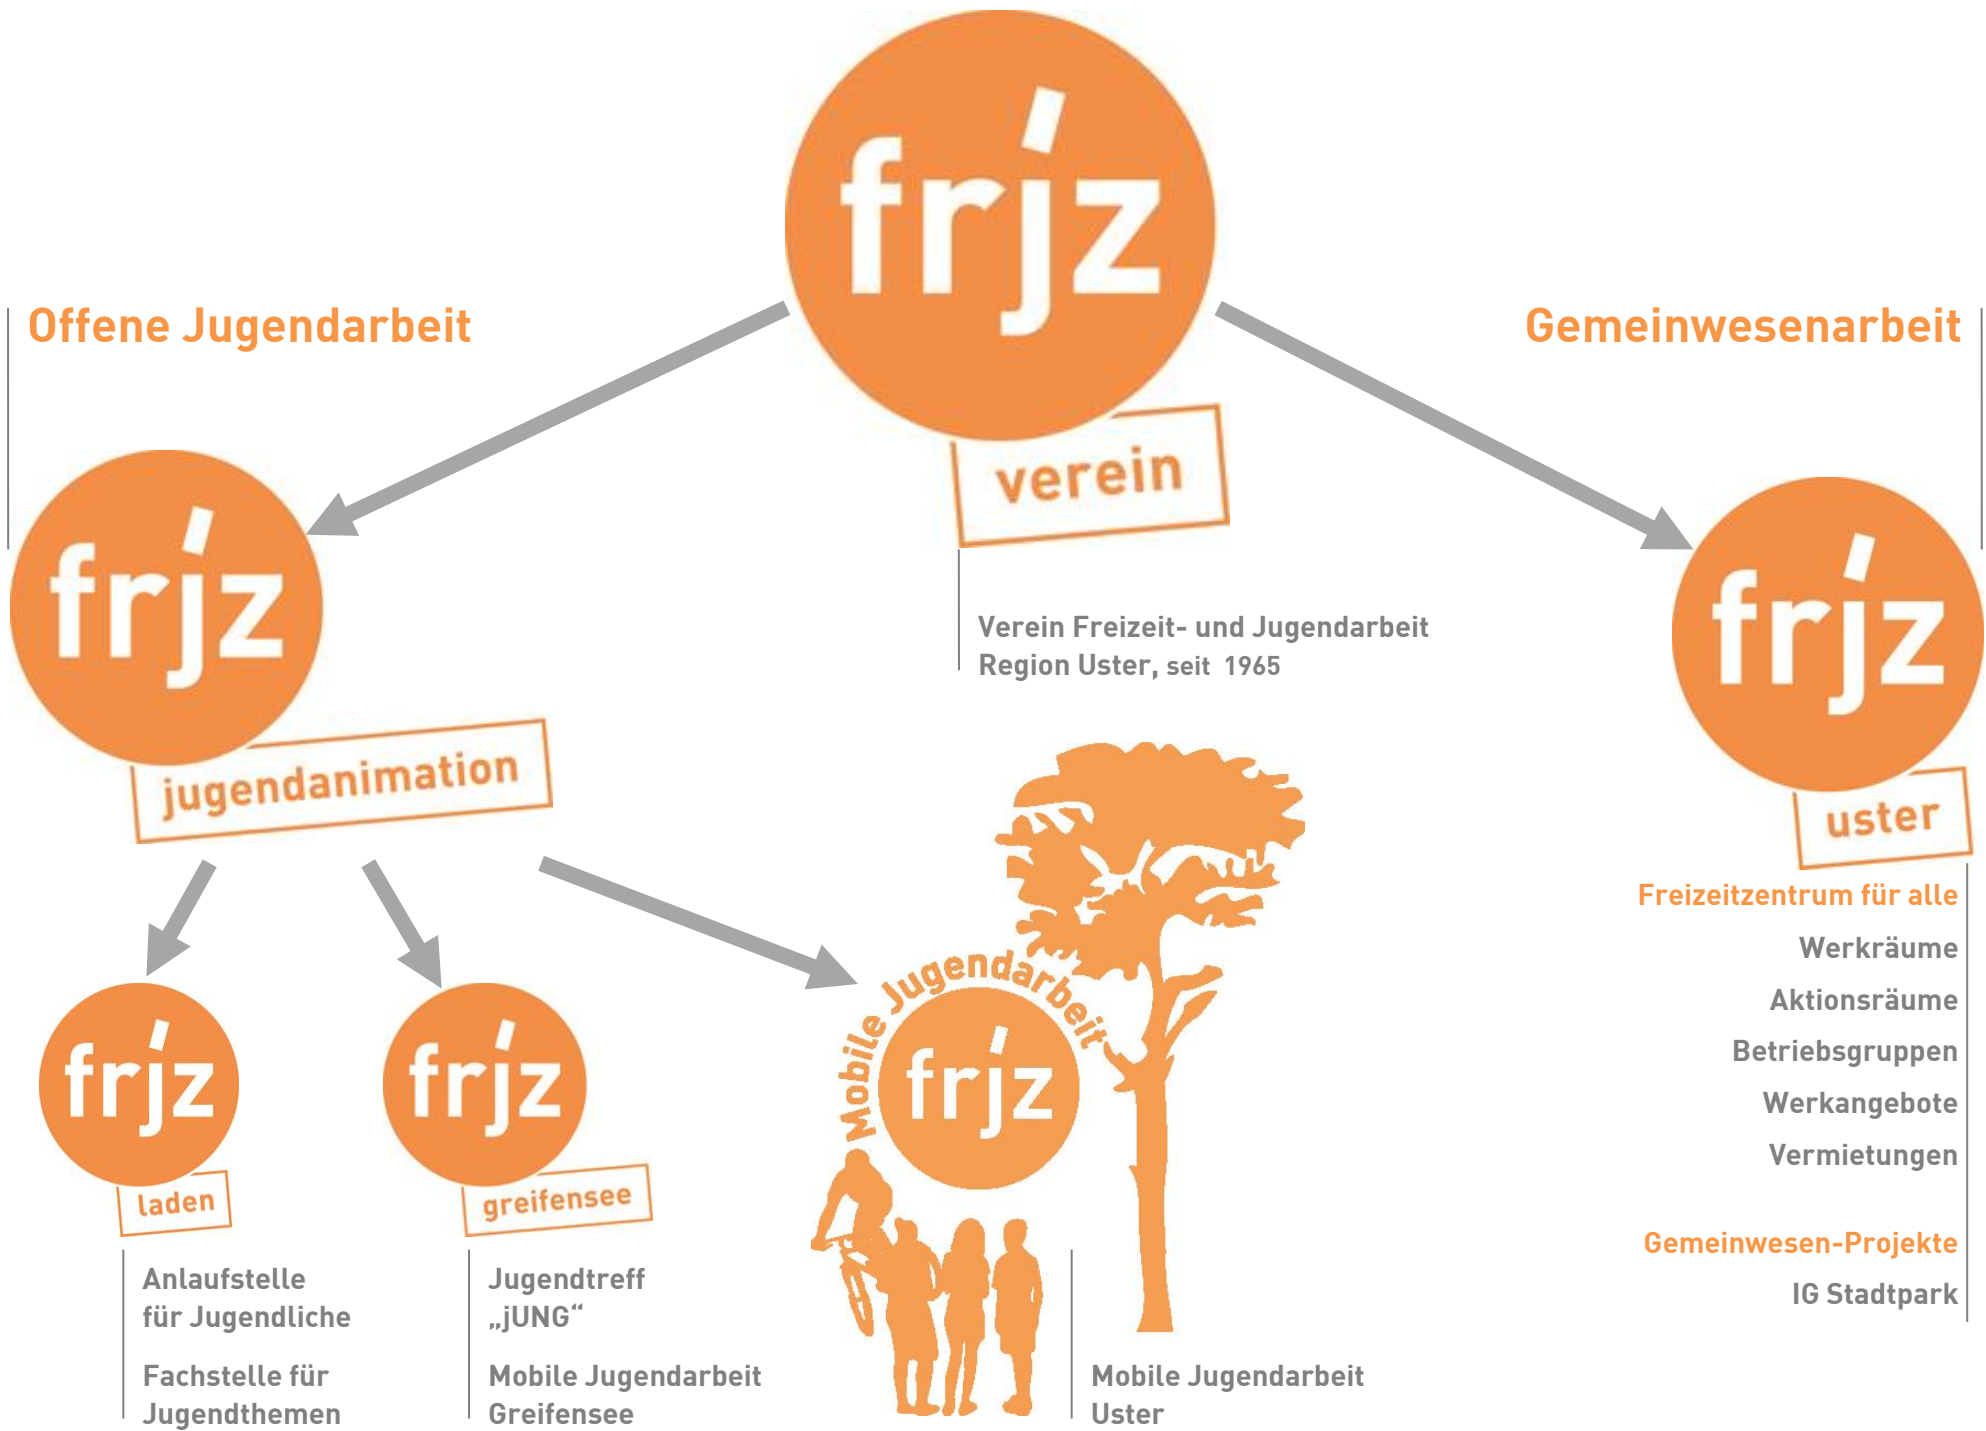 frjz
verein
Verein Freizeit- und Jugendarbeit
Region Uster, seit 1965
Offene Jugendarbeit
frjz
jugendanimation
frjz
laden
Anlaufstelle
für Jugendliche
Fachstelle für
Jugendthemen
frjz
greifensee
Jugendtreff
„jUNG“
Mobile Jugendarbeit
Greifensee
Mobile Jugendarbeit
frjz
Mobile Jugendarbeit
Uster
Gemeinwesenarbeit
frjz
uster
Freizeitzentrum für alle
Werkräume
Aktionsräume
Betriebsgruppen
Werkangebote
Vermietungen
Gemeinwesen-Projekte
IG Stadtpark